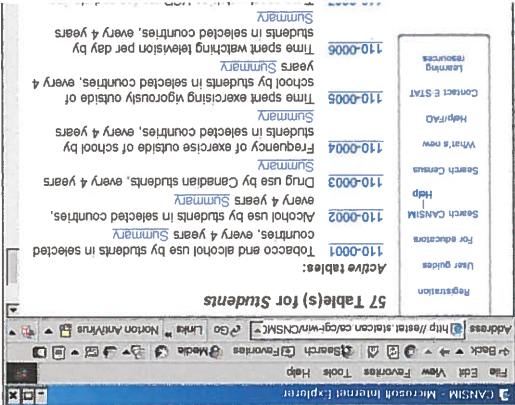 CANSIM - Microsoft Internet Explorer
File Edit View Favorites Tools Help
Back Search Favorites Media
Address http://estat.statcan.ca/cgi-win/CNSMC Go Links » Norton AntiVirus
Registration
User guides
For educators
Search CANSIM
Help
Search Census
What's new
Help/FAQ
Contact E-STAT
Learning
resources
57 Table(s) for Students
Active tables:
110-0001 Tobacco and alcohol use by students in selected
countries, every 4 years Summary
110-0002 Alcohol use by students in selected countries,
every 4 years Summary
110-0003 Drug use by Canadian students, every 4 years
Summary
110-0004 Frequency of exercise outside of school by
students in selected countries, every 4 years
110-0005 Time spent exercising vigorously outside of
school by students in selected countries, every 4
years Summary
110-0006 Time spent watching television per day by
students in selected countries, every 4 years
Summary